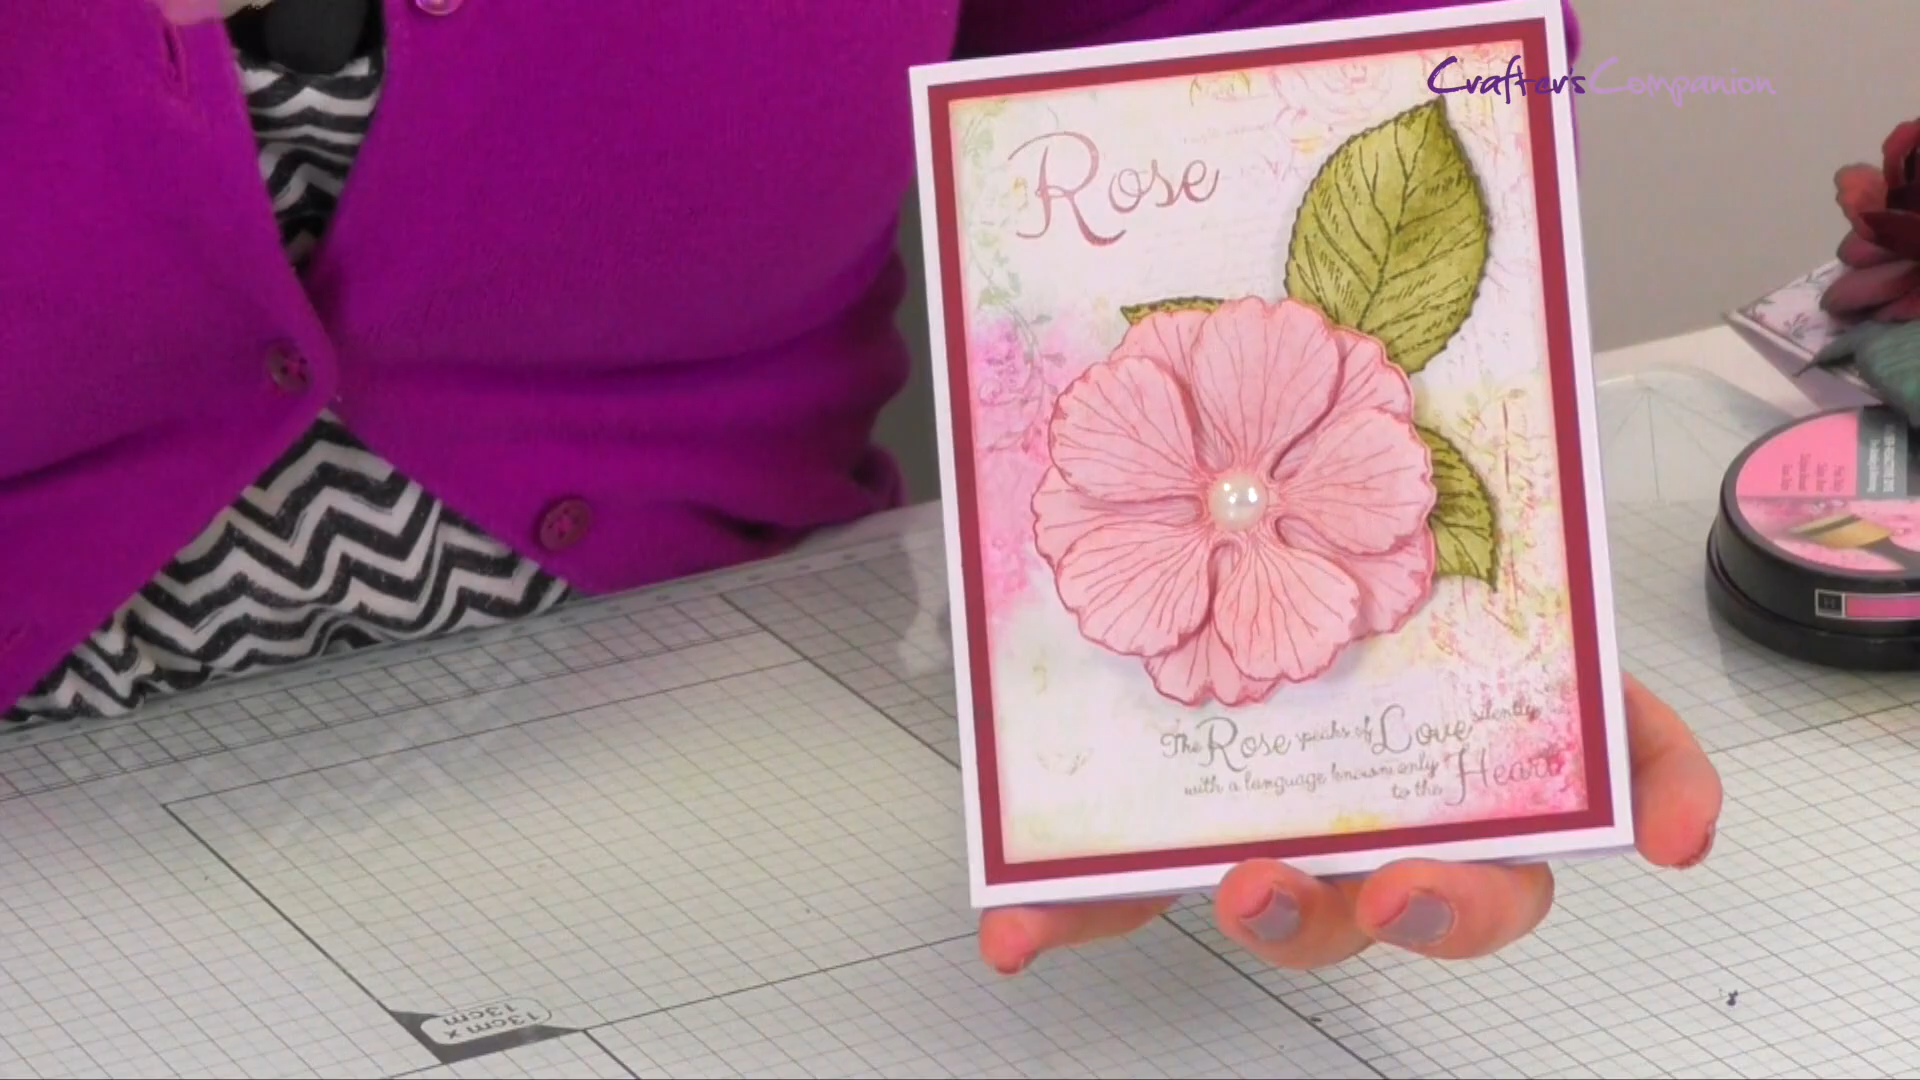 Crafter's Companion
Rose
The Rose speaks of Love silently
with a language known only
to the Heart
13cm x
13cm